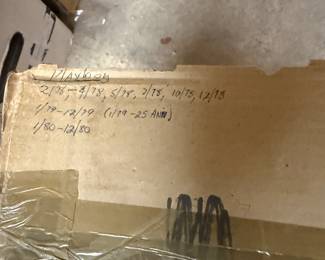 Playboy
2/78, -4/78, 5/78, 7/78, 10/78, 12/78
1/79-12/79 (1/79-25 Ann)
1/80-12/80